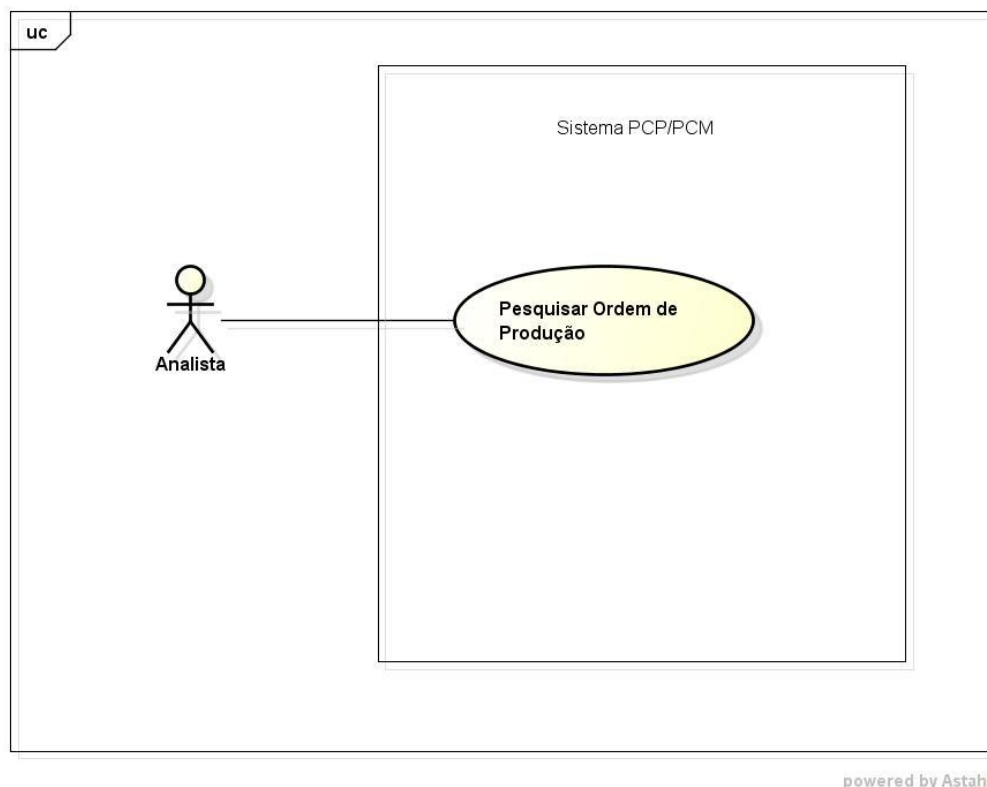 uc
Sistema PCP/PCM
Pesquisar Ordem de
Produção
Analista
powered by Astah